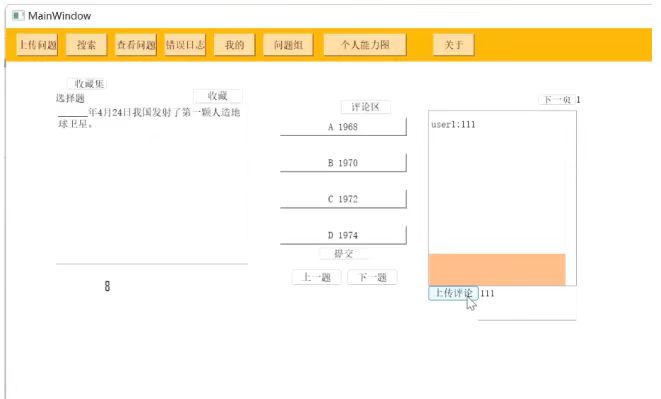 MainWindow
上传问题 搜索 查看问题 错误日志 我的 问题组 个人能力图 关于
收藏集
选择题 收藏
______年4月24日我国发射了第一颗人造地
球卫星。
8
评论区
A 1968
B 1970
C 1972
D 1974
提交
上一题 下一题
下一页 1
user1:111
上传评论 111